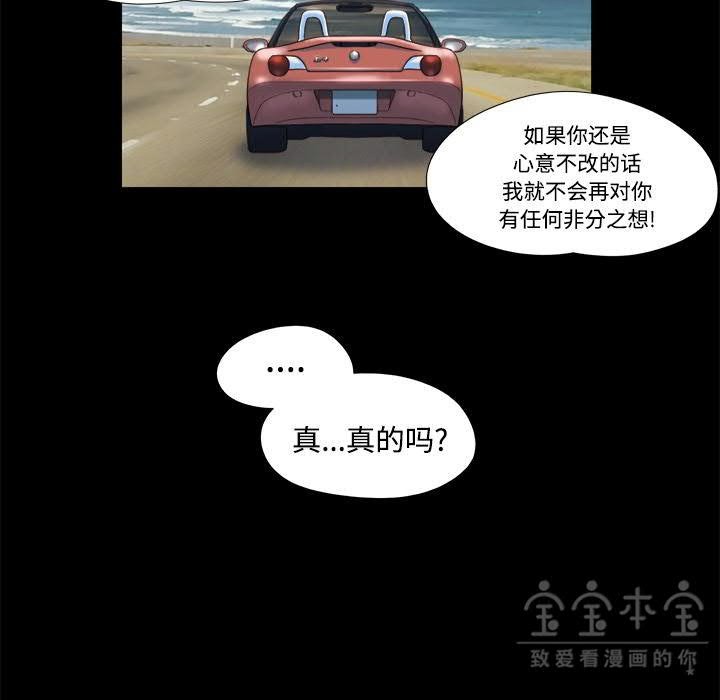 如果你还是
心意不改的话
我就不会再对你
有任何非分之想!
....
真...真的吗?
宝宝本宝
致爱看漫画的你